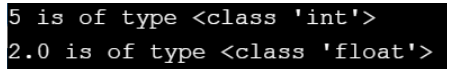 5 is of type <class 'int'>
2.0 is of type <class 'float'>